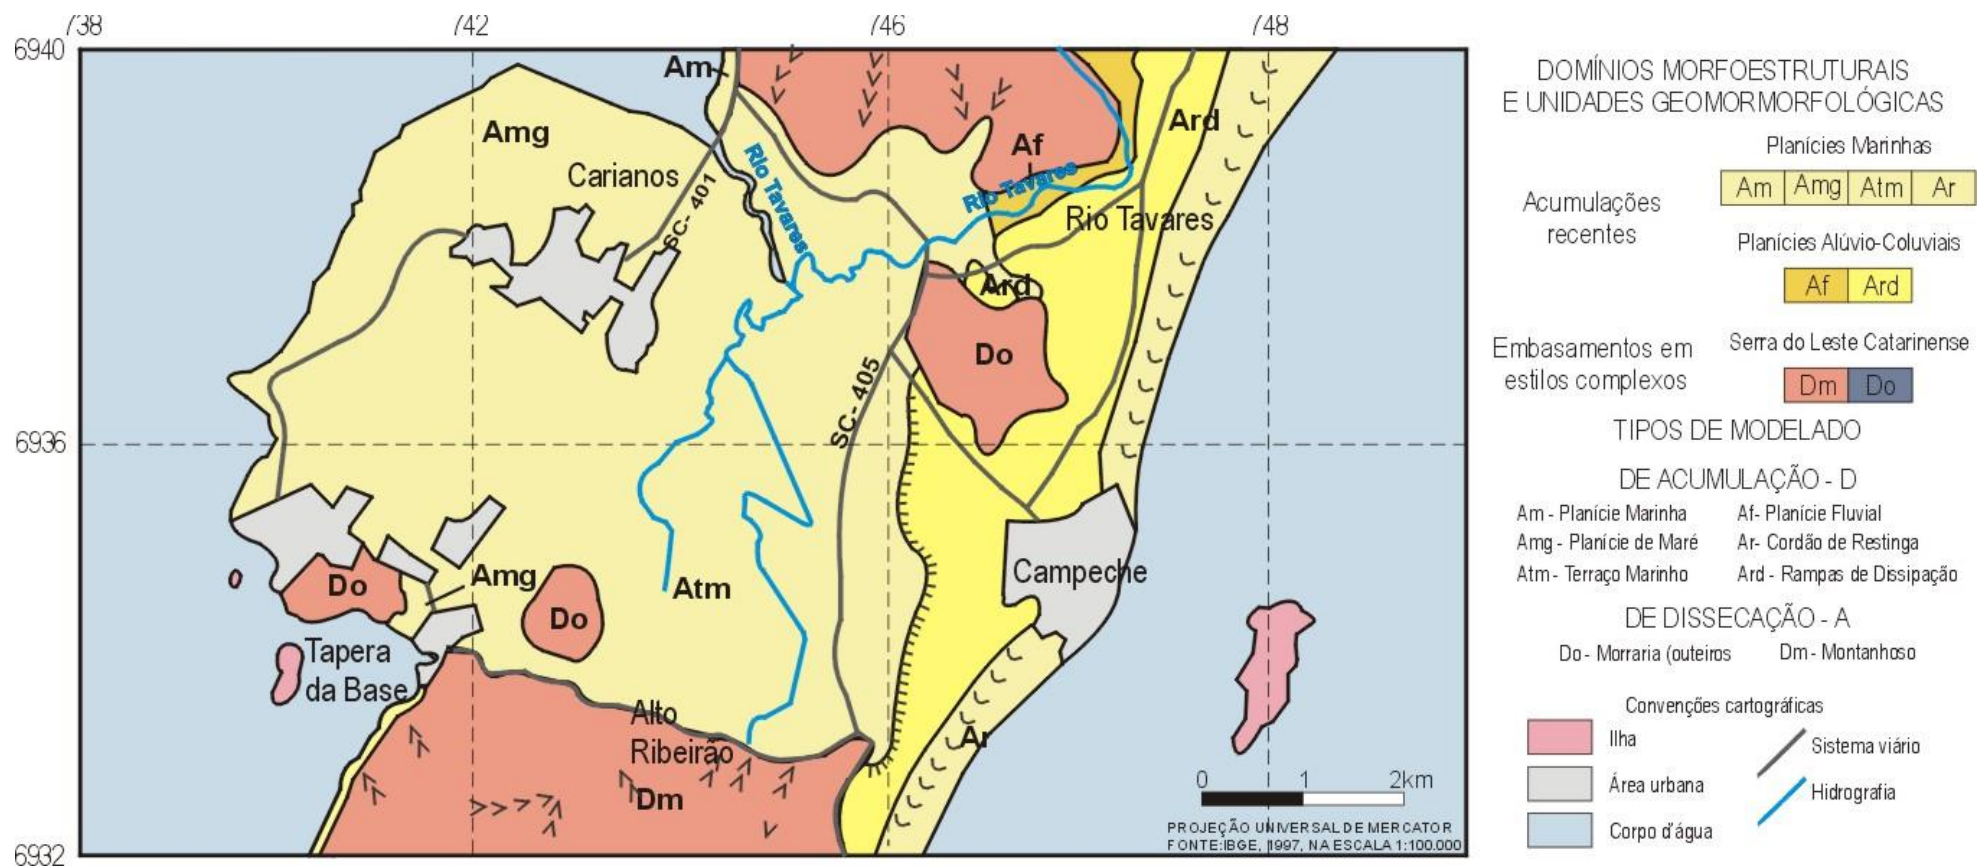 738 742 746 748
6940
Am
Amg
Carianos
SC- 401
Rio Tavares
Af
Ard
Rio Tavares
Rio Tavares
Ard
Do
SC- 405
6936
Do
Amg
Do
Atm
Campeche
Tapera
da Base
Alto
Ribeirão
Dm
Ar
0 1 2km
PROJEÇÃO UNIVERSAL DE MERCATOR
FONTE:IBGE, 1997, NA ESCALA 1:100.000
6932
DOMÍNIOS MORFOESTRUTURAIS
E UNIDADES GEOMORMORFOLÓGICAS
Planícies Marinhas
Acumulações
recentes
Am Amg Atm Ar
Planícies Alúvio-Coluviais
Af Ard
Embasamentos em
estilos complexos
Serra do Leste Catarinense
Dm Do
TIPOS DE MODELADO
DE ACUMULAÇÃO - D
Am - Planície Marinha Af- Planície Fluvial
Amg - Planície de Maré Ar- Cordão de Restinga
Atm - Terraço Marinho Ard - Rampas de Dissipação
DE DISSECAÇÃO - A
Do - Morraria (outeiros Dm - Montanhoso
Convenções cartográficas
Ilha
Sistema viário
Área urbana
Hidrografia
Corpo d'água